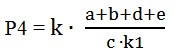 P4 = k · a+b+d+e / c·k1